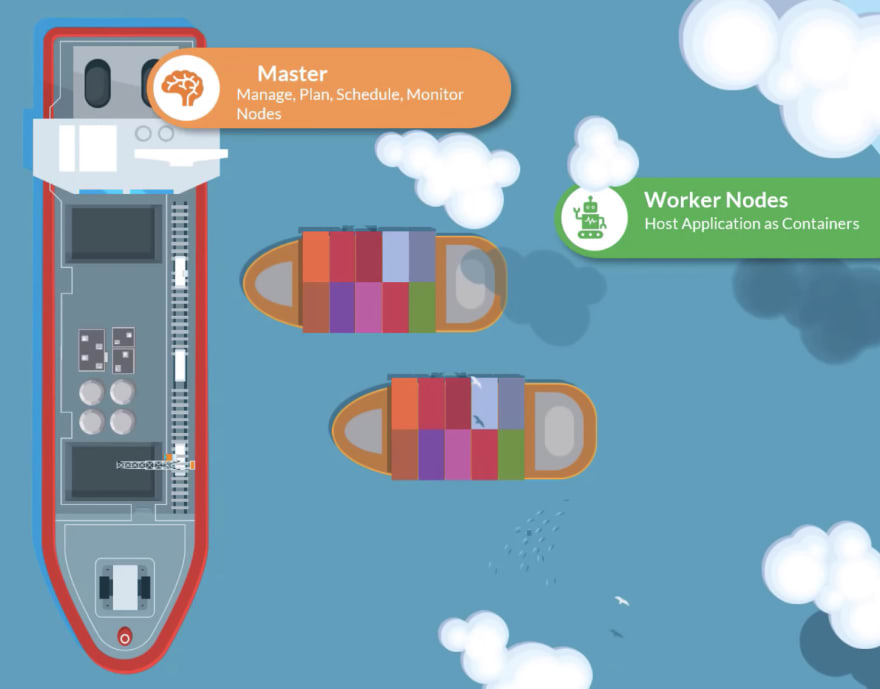 Master
Manage, Plan, Schedule, Monitor
Nodes
Worker Nodes
Host Application as Containers